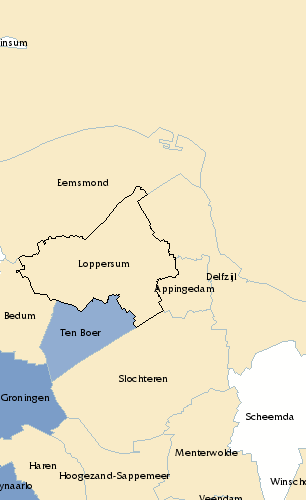 insum
Eemsmond
Loppersum
Delfzijl
Appingedam
Bedum
Ten Boer
Slochteren
Groningen
Scheemda
Menterwolde
Haren
Hoogezand-Sappemeer
Winscho
ynaarlo
Veendam